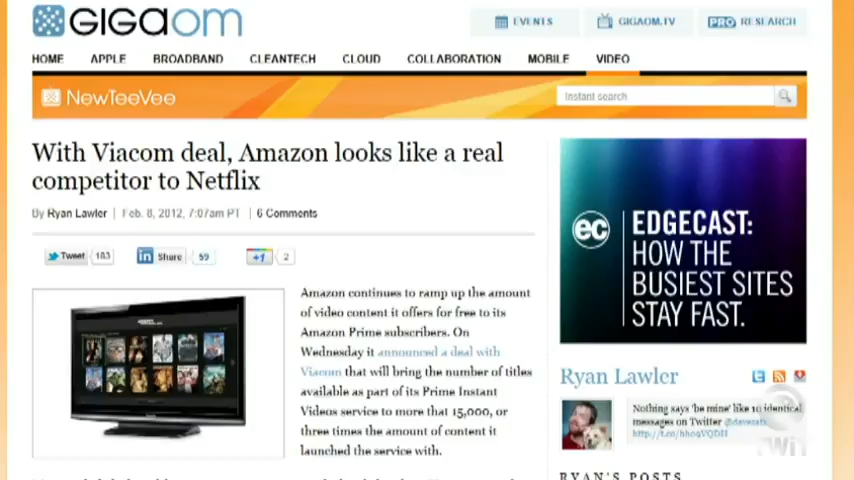 GIGAOM
EVENTS
GIGAOM.TV
PRO RESEARCH
HOME APPLE BROADBAND CLEANTECH CLOUD COLLABORATION MOBILE VIDEO
NewTeeVee
Instant search
With Viacom deal, Amazon looks like a real
competitor to Netflix
By Ryan Lawler | Feb. 8, 2012, 7:07am PT | 6 Comments
Tweet 183
in Share 59
+1 2
Amazon continues to ramp up the amount
of video content it offers for free to its
Amazon Prime subscribers. On
Wednesday it announced a deal with
Viacom that will bring the number of titles
available as part of its Prime Instant
Videos service to more that 15,000, or
three times the amount of content it
launched the service with.
ec
EDGECAST:
HOW THE
BUSIEST SITES
STAY FAST.
Ryan Lawler
Nothing says 'be mine' like 10 identical
messages on Twitter
RYAN'S POSTS